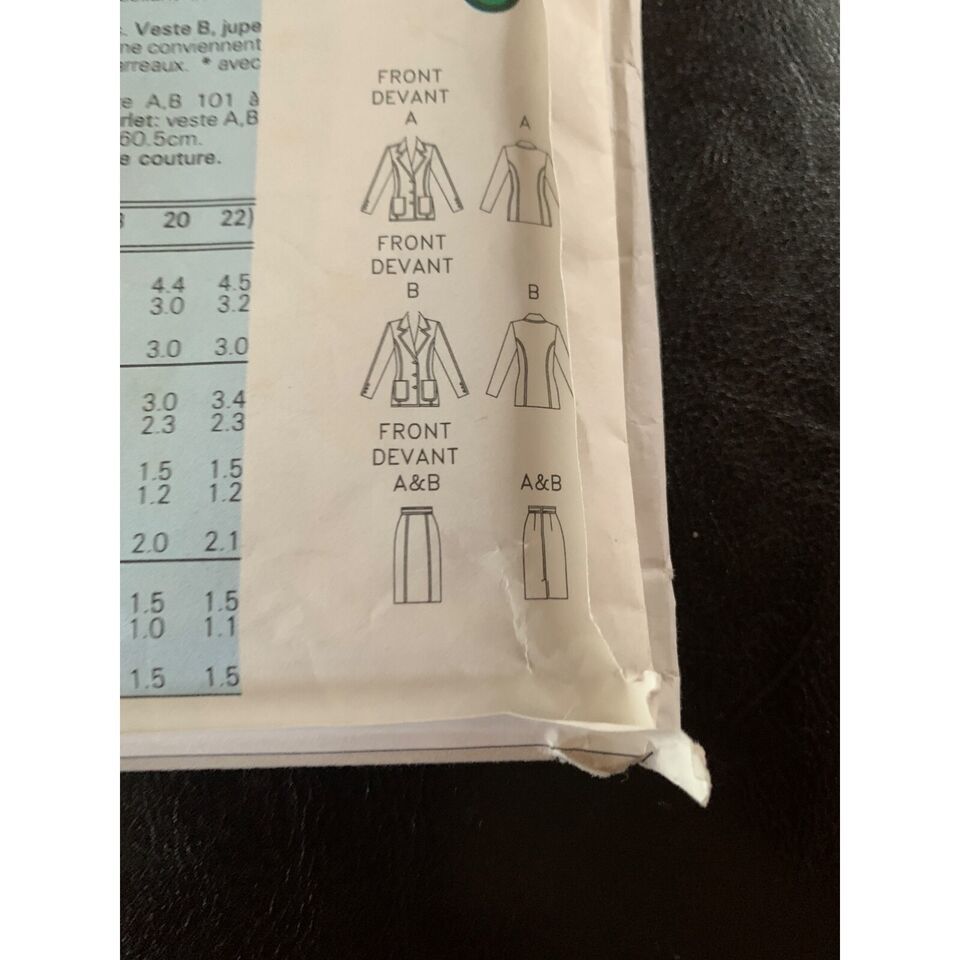 . Veste B, jupe
ne conviennent
rreaux. * avec
e A,B 101 à
rlet: veste A,B
60.5cm.
e couture.
20 22)
4.4 4.5
3.0 3.2
3.0 3.0
3.0 3.4
2.3 2.3
1.5 1.5
1.2 1.2
2.0 2.1
1.5 1.5
1.0 1.1
1.5 1.5
FRONT
DEVANT
A A
FRONT
DEVANT
B B
FRONT
DEVANT
A&B A&B